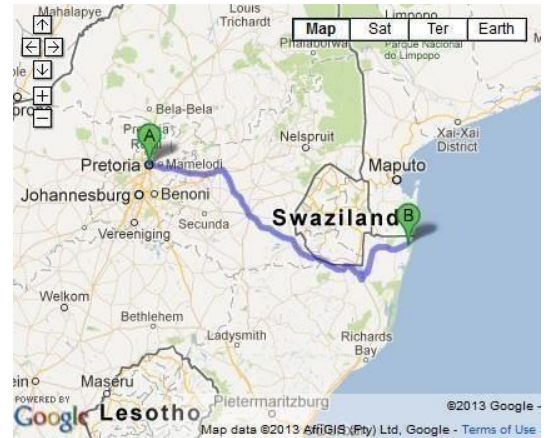 Mahalapye
Louis
Trichardt
Limpopo
Map Sat Ter Earth
Phalaborwa
Parque Nacional
do Limpopo
Bela-Bela
A
Nelspruit
Xai-Xai
District
Pretoria
Mamelodi
Maputo
Johannesburg
Benoni
Swaziland
B
Secunda
Vereeniging
Welkom
Bethlehem
Ladysmith
Richards
Bay
Maseru
POWERED BY
Google
Lesotho
Pietermaritzburg
©2013 Google -
Map data ©2013 AfriGIS (Pty) Ltd, Google - Terms of Use